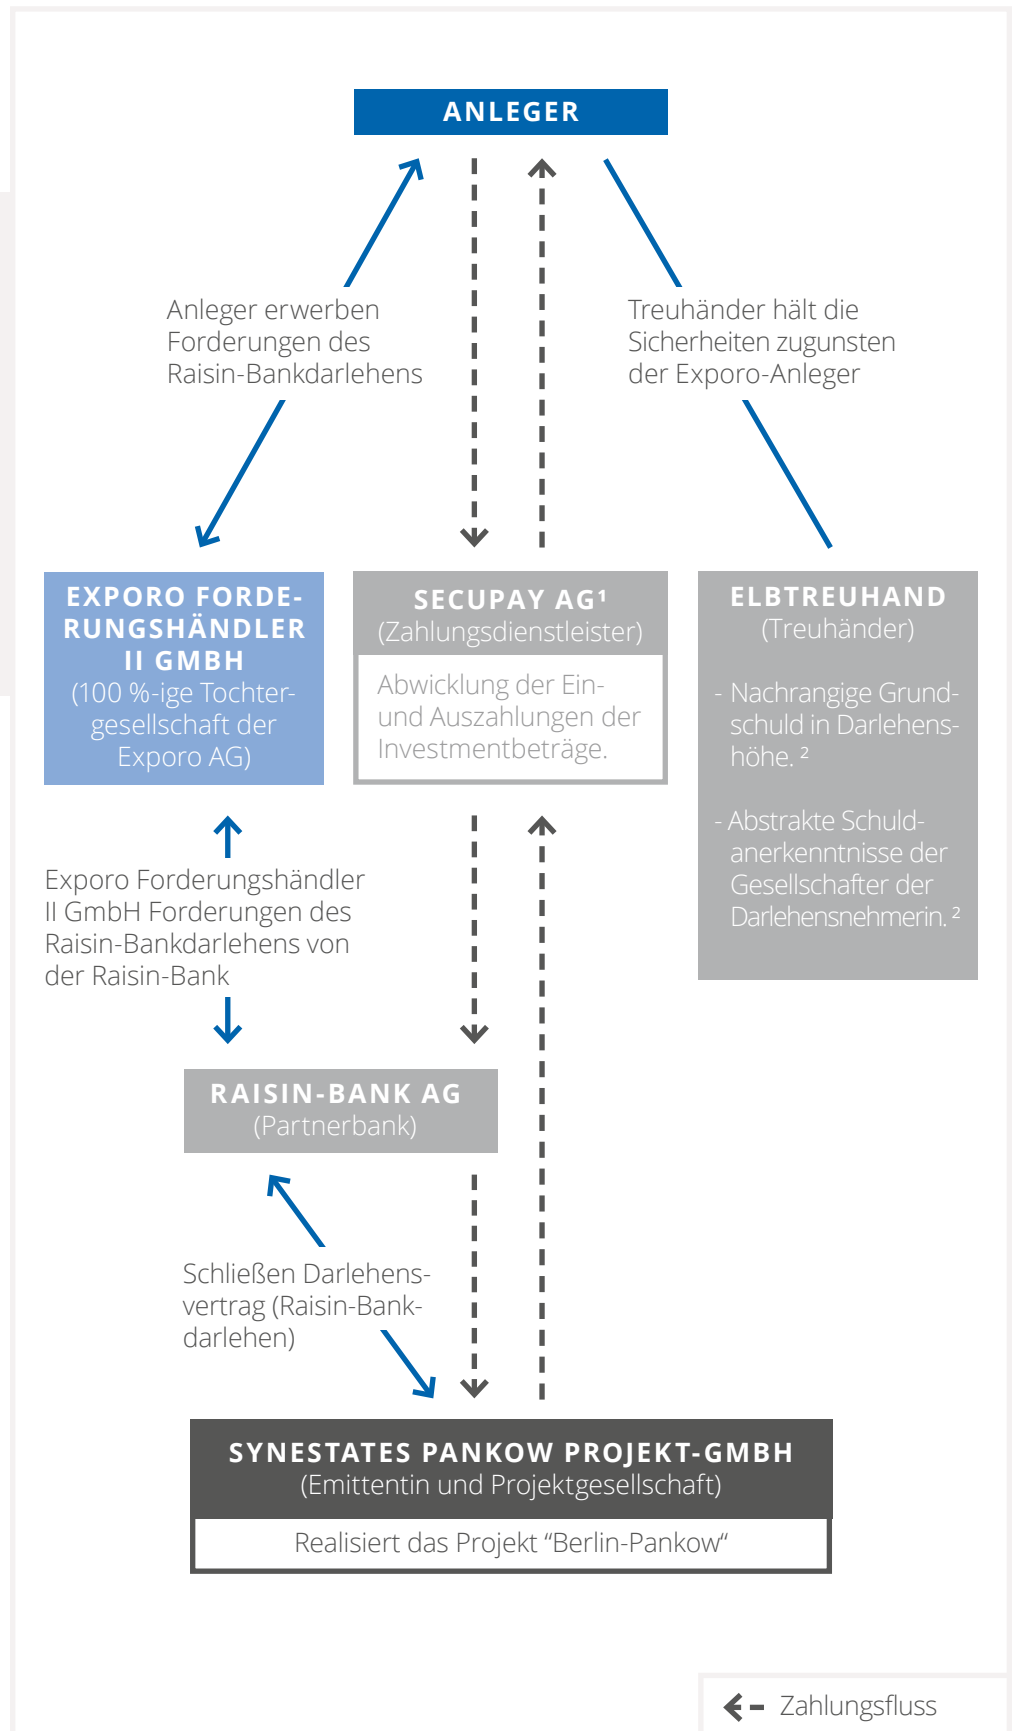 ANLEGER
Anleger erwerben
Forderungen des
Raisin-Bankdarlehens
Treuhänder hält die
Sicherheiten zugunsten
der Exporo-Anleger
EXPORO FORDE-
RUNGSHÄNDLER
II GMBH
(100 %-ige Tochter-
gesellschaft der
Exporo AG)
SECUPAY AG¹
(Zahlungsdienstleister)
Abwicklung der Ein-
und Auszahlungen der
Investmentbeträge.
ELBTREUHAND
(Treuhänder)
- Nachrangige Grund-
schuld in Darlehens-
höhe. ²
- Abstrakte Schuld-
anerkenntnisse der
Gesellschafter der
Darlehensnehmerin. ²
Exporo Forderungshändler
II GmbH Forderungen des
Raisin-Bankdarlehens von
der Raisin-Bank
RAISIN-BANK AG
(Partnerbank)
Schließen Darlehens-
vertrag (Raisin-Bank-
darlehen)
SYNESTATES PANKOW PROJEKT-GMBH
(Emittentin und Projektgesellschaft)
Realisiert das Projekt “Berlin-Pankow“
Zahlungsfluss